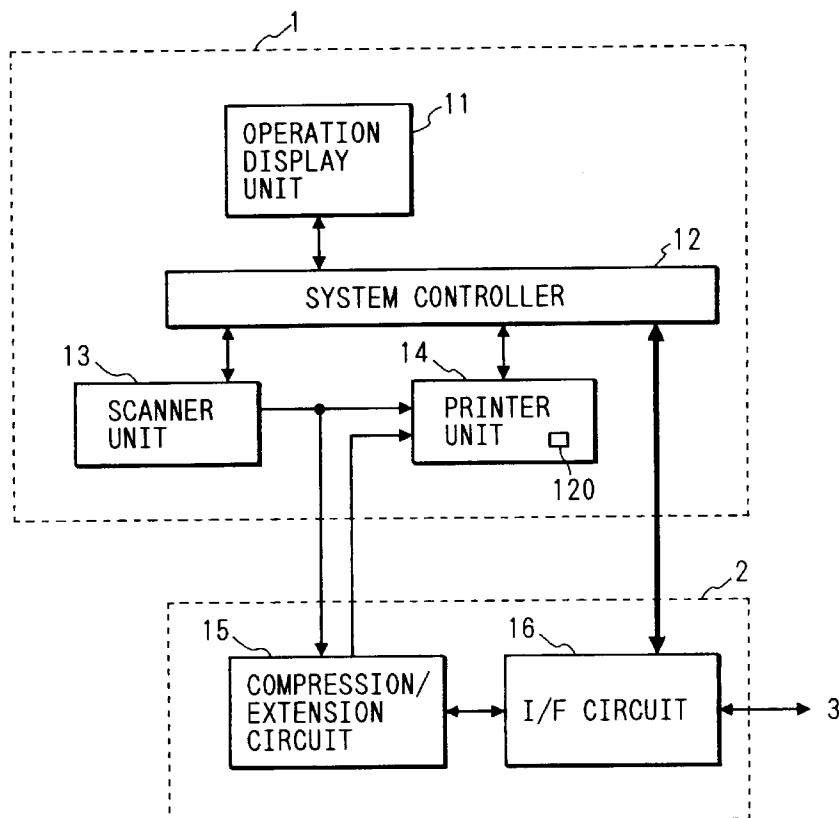 1
11
OPERATION
DISPLAY
UNIT
12
SYSTEM CONTROLLER
13
SCANNER
UNIT
14
PRINTER
UNIT
120
2
15
COMPRESSION/
EXTENSION
CIRCUIT
16
I/F CIRCUIT
3